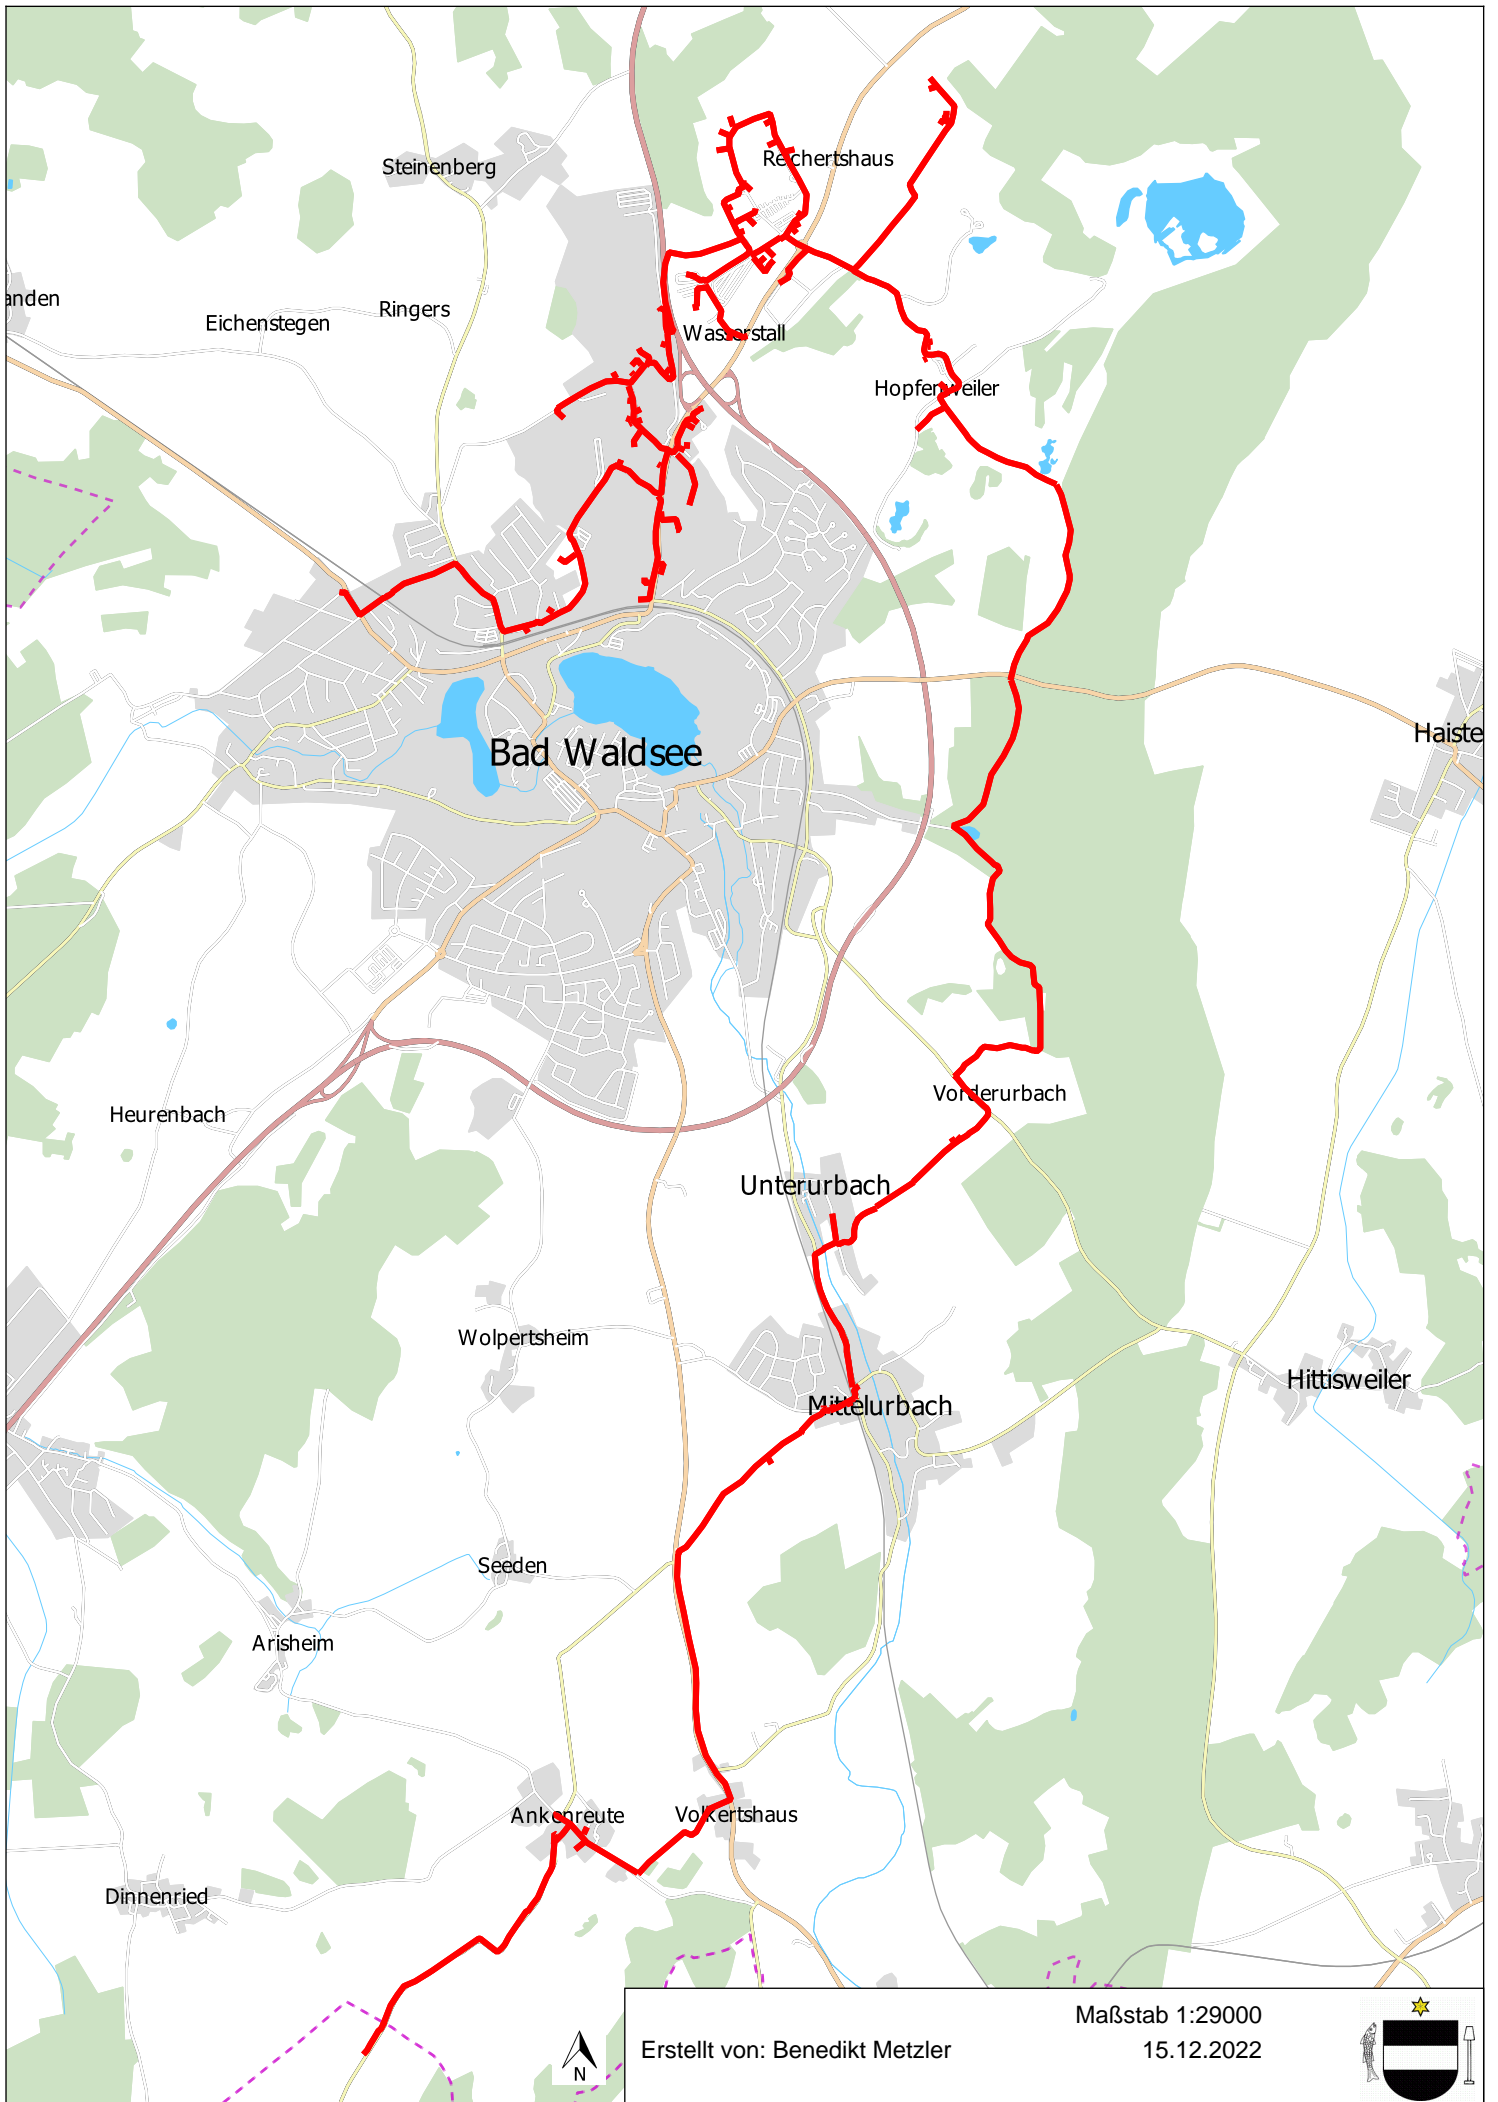 Reichertshaus
Steinenberg
anden
Ringers
Eichenstegen
Wasserstall
Hopfenweiler
Haiste
Bad Waldsee
Vorderurbach
Heurenbach
Unterurbach
Wolpertsheim
Hittisweiler
Mittelurbach
Seeden
Arisheim
Ankenreute
Volkertshaus
Dinnenried
Maßstab 1:29000
Erstellt von: Benedikt Metzler
15.12.2022
N